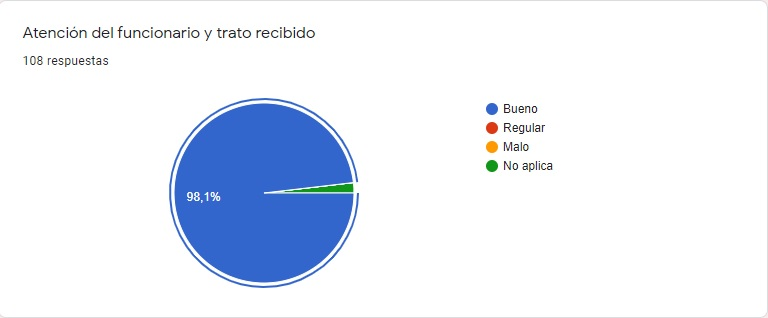 Atención del funcionario y trato recibido
108 respuestas
Bueno
Regular
Malo
No aplica
98,1%